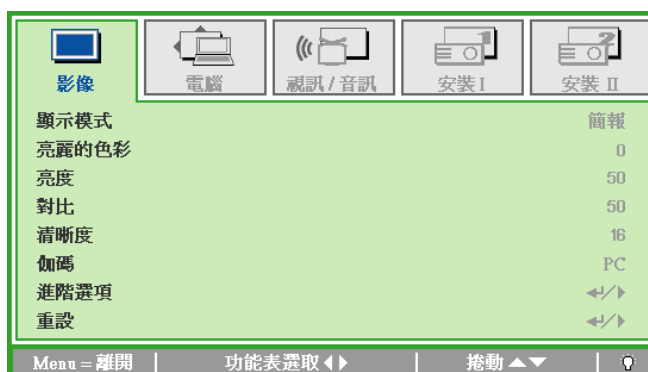 影像 電腦 視訊 / 音訊 安裝 I 安裝 II
顯示模式 簡報
亮麗的色彩 0
亮度 50
對比 50
清晰度 16
伽碼 PC
進階選項
重設
Menu = 離開 功能表選取 捲動